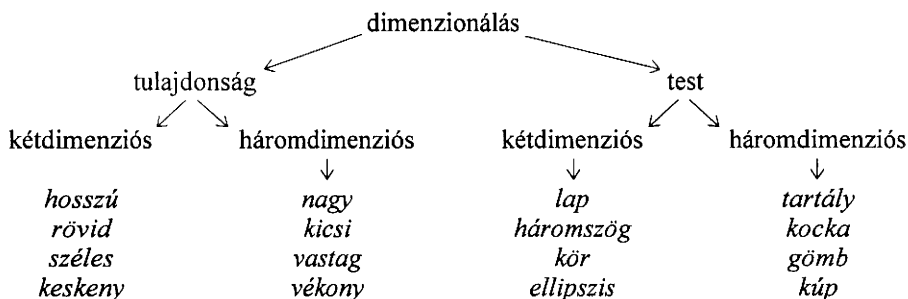 dimenzionálás
tulajdonság test
kétdimenziós háromdimenziós kétdimenziós háromdimenziós
hosszú nagy lap tartály
rövid kicsi háromszög kocka
széles vastag kör gömb
keskeny vékony ellipszis kúp